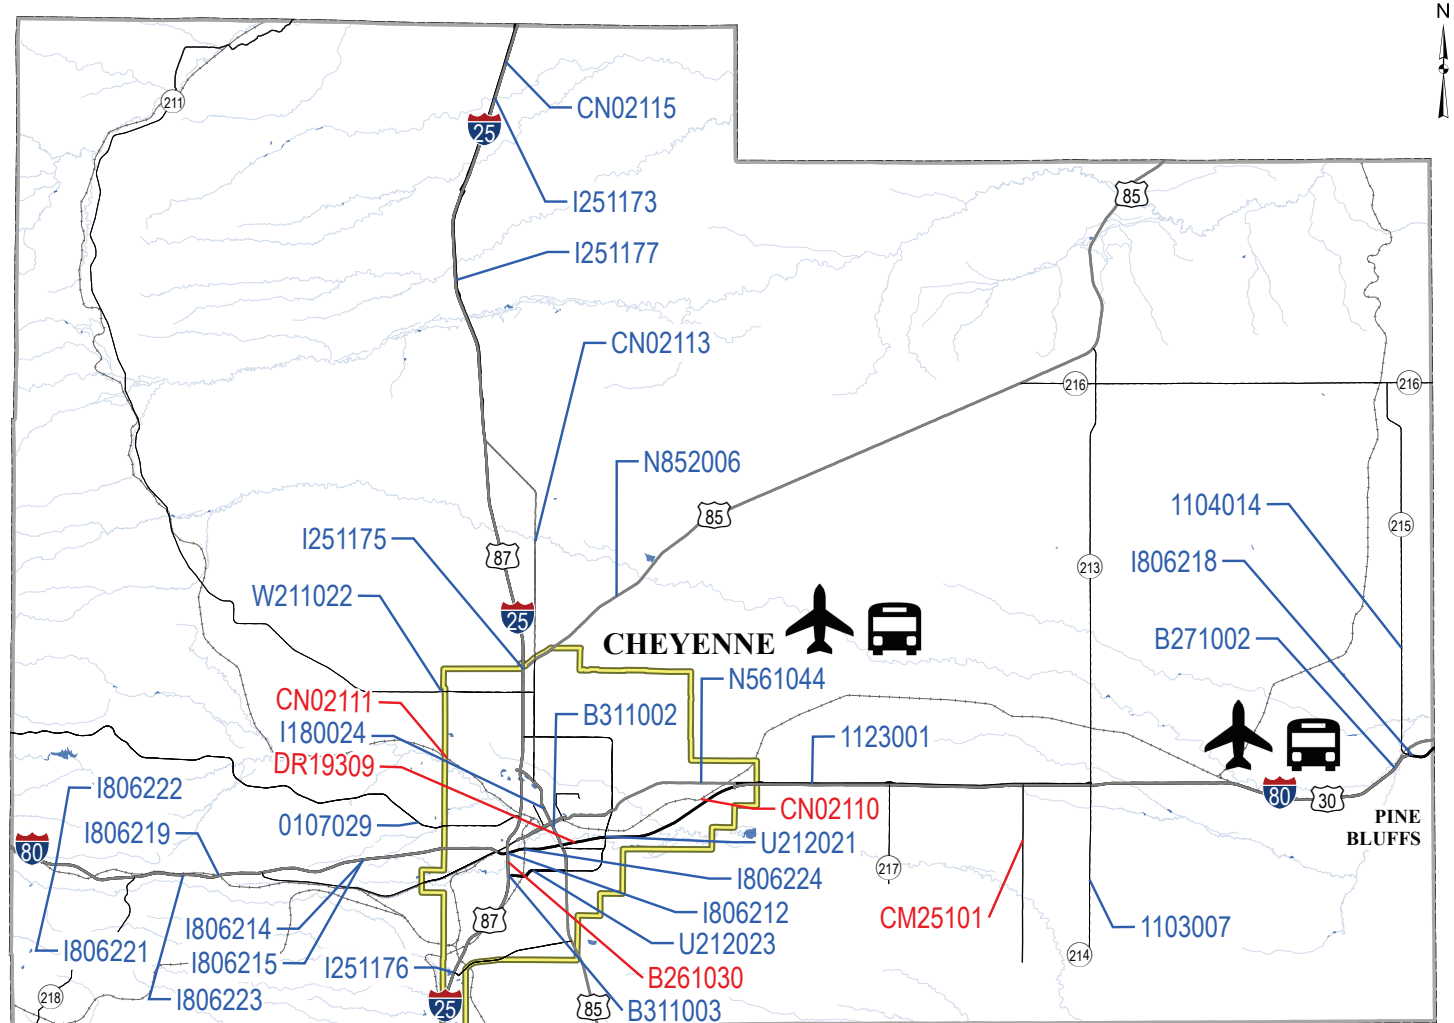 N
211
CN02115
25
I251173
85
I251177
CN02113
216
216
N852006
85
1104014
215
I251175
87
I806218
213
W211022
25
CHEYENNE
B271002
N561044
CN02111
B311002
I180024
1123001
DR19309
I806222
80
30
CN02110
PINE
BLUFFS
0107029
I806219
U212021
80
217
I806224
I806212
CM25101
87
1103007
I806214
U212023
I806221
I806215
I251176
214
B261030
218
I806223
25
85
B311003